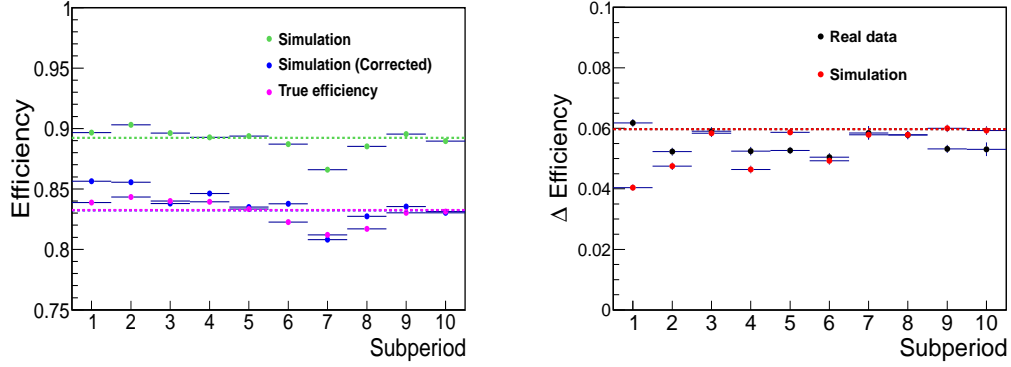 1
0.95
0.9
0.85
0.8
0.75
Efficiency
Simulation
Simulation (Corrected)
True efficiency
1 2 3 4 5 6 7 8 9 10
Subperiod
0.1
0.08
0.06
0.04
0.02
0
Δ Efficiency
Real data
Simulation
1 2 3 4 5 6 7 8 9 10
Subperiod